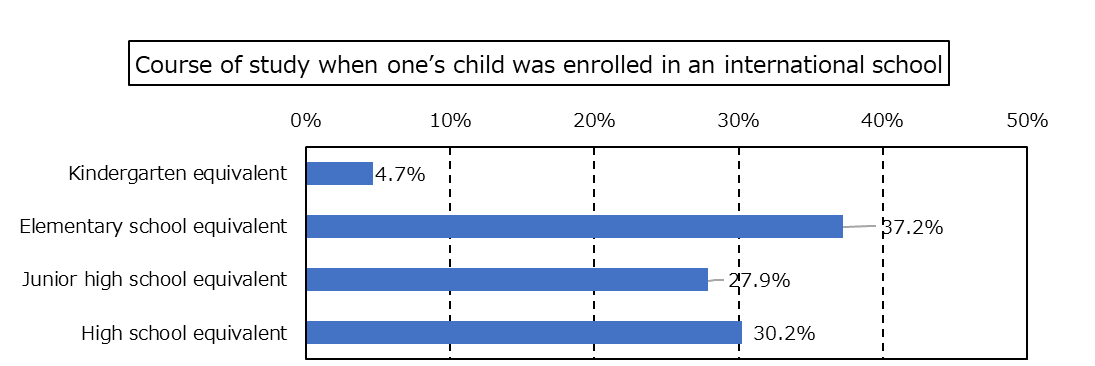 Course of study when one’s child was enrolled in an international school
0% 10% 20% 30% 40% 50%
Kindergarten equivalent 4.7%
Elementary school equivalent 37.2%
Junior high school equivalent 27.9%
High school equivalent 30.2%